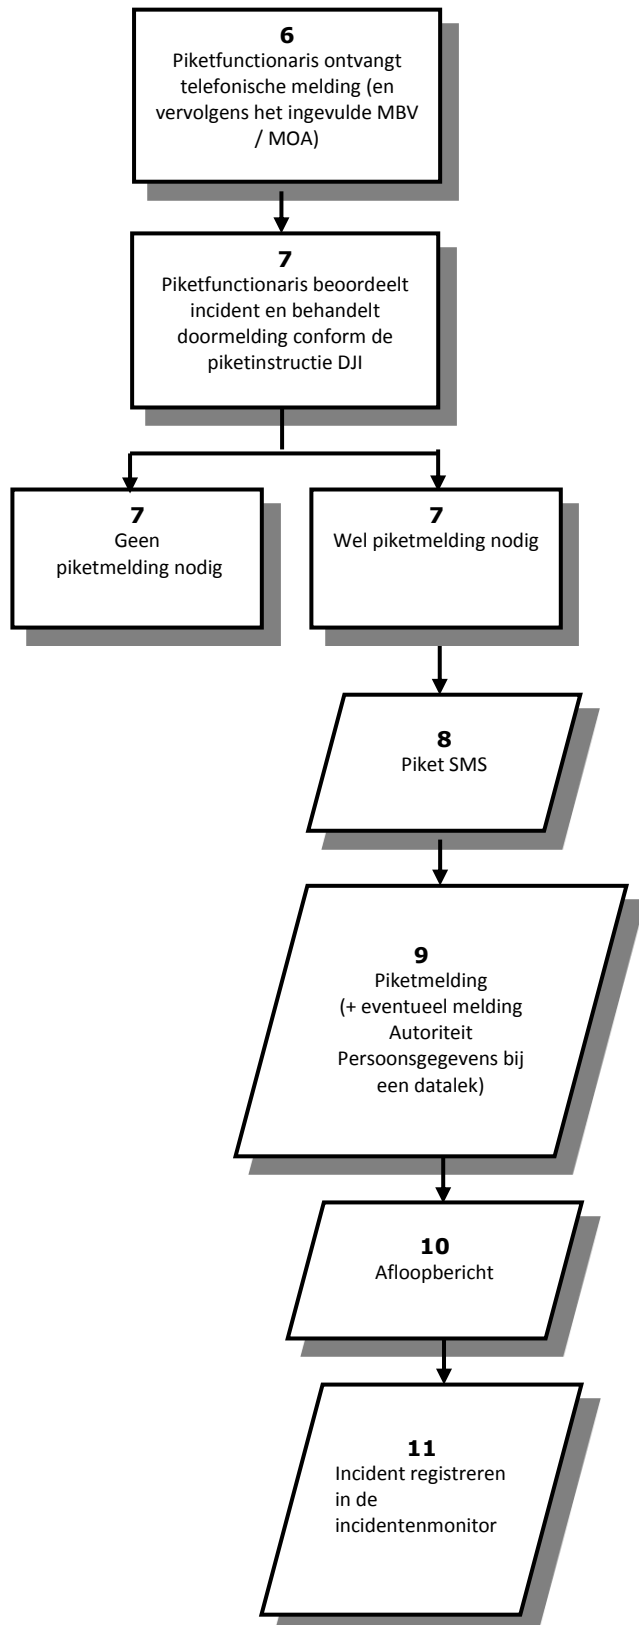 6
Piketfunctionaris ontvangt
telefonische melding (en
vervolgens het ingevulde MBV
/ MOA)
7
Piketfunctionaris beoordeelt
incident en behandelt
doormelding conform de
piketinstructie DJI
7
Geen
piketmelding nodig
7
Wel piketmelding nodig
8
Piket SMS
9
Piketmelding
(+ eventueel melding
Autoriteit
Persoonsgegevens bij
een datalek)
10
Afloopbericht
11
Incident registreren
in de
incidentenmonitor